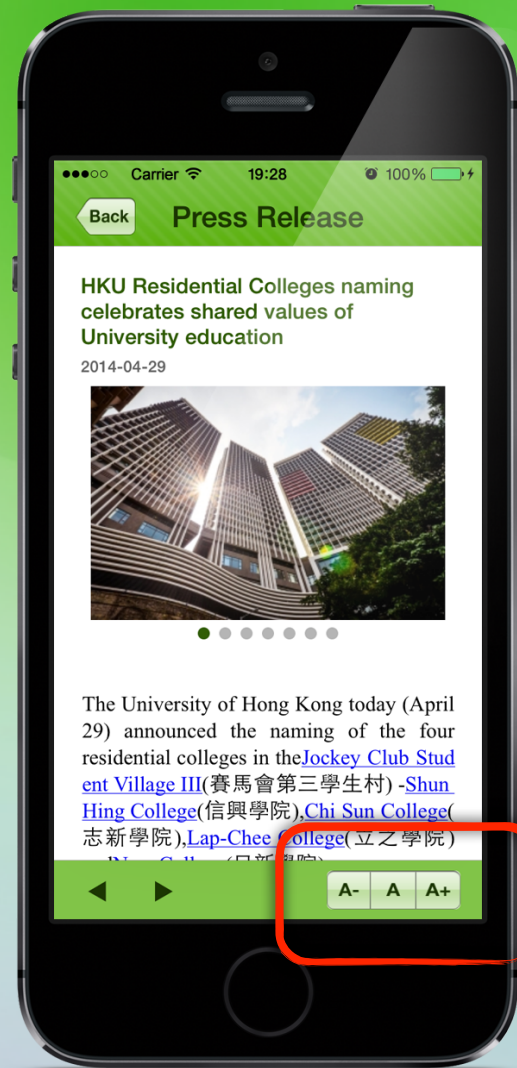 Carrier 19:28 100%
Back Press Release
HKU Residential Colleges naming
celebrates shared values of
University education
2014-04-29
The University of Hong Kong today (April
29) announced the naming of the four
residential colleges in theJockey Club Stud
ent Village III(賽馬會第三學生村) -Shun
Hing College(信興學院),Chi Sun College(
志新學院),Lap-Chee College(立之學院)
A- A A+